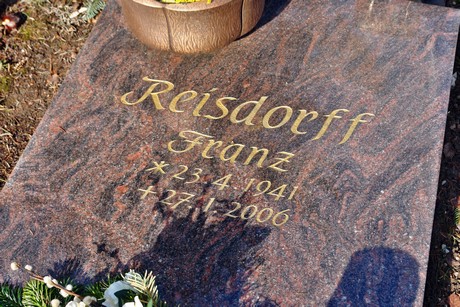 Reisdorff
Franz
* 23. 4. 1941
+ 27. 1. 2006